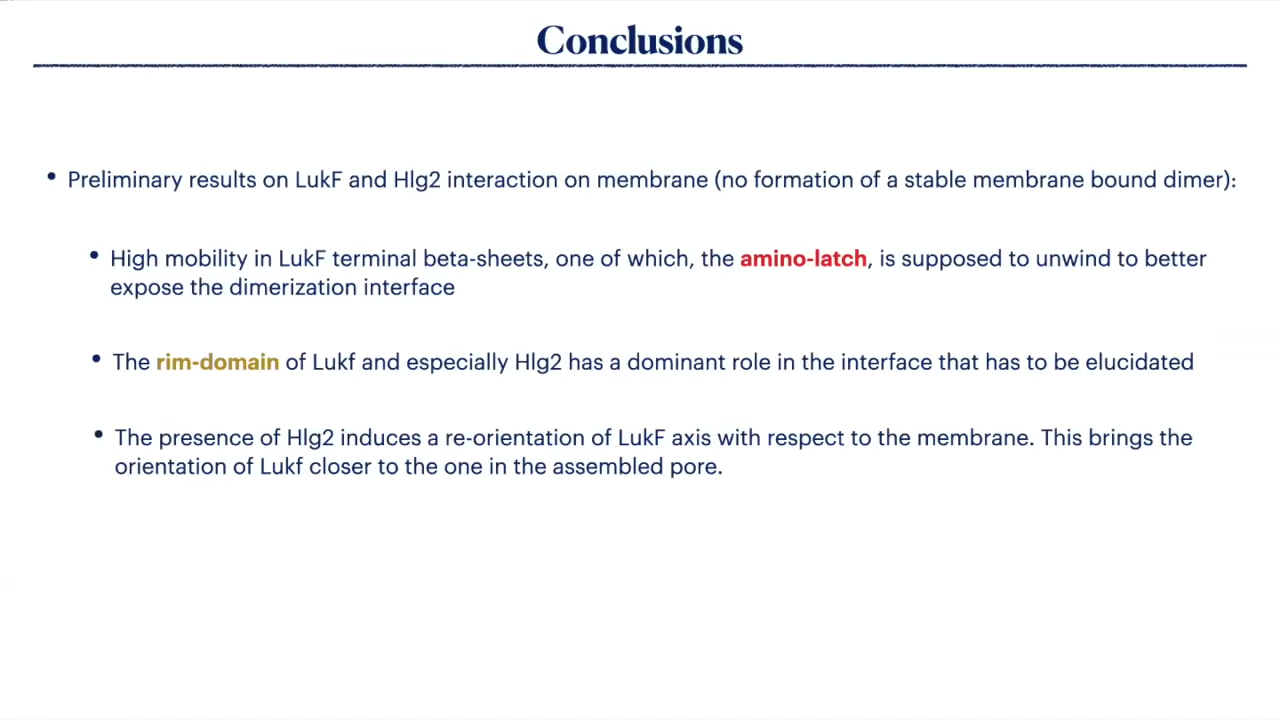 Conclusions
• Preliminary results on LukF and Hlg2 interaction on membrane (no formation of a stable membrane bound dimer):
• High mobility in LukF terminal beta-sheets, one of which, the amino-latch, is supposed to unwind to better
expose the dimerization interface
• The rim-domain of Lukf and especially Hlg2 has a dominant role in the interface that has to be elucidated
• The presence of Hlg2 induces a re-orientation of LukF axis with respect to the membrane. This brings the
orientation of Lukf closer to the one in the assembled pore.